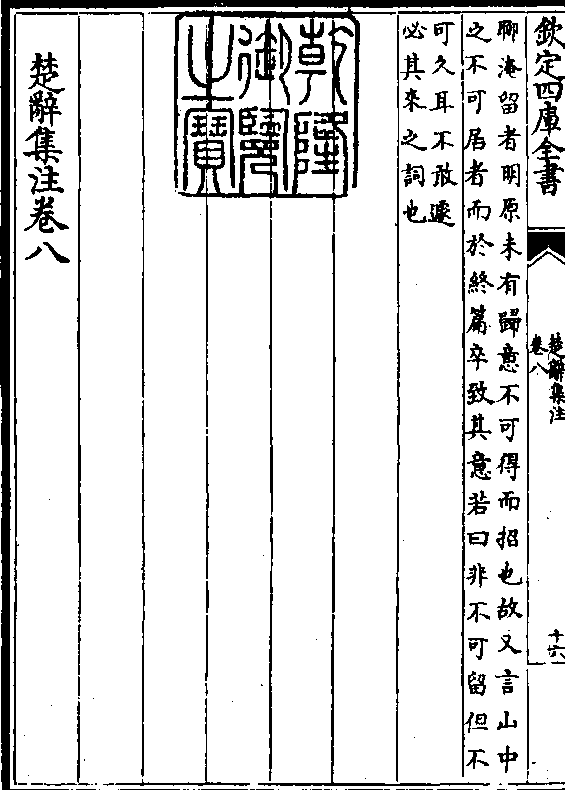 欽定四庫全書
楚辭集注
卷八
十六
聊淹留者明原未有歸意不可得而招也故又言山中
之不可居者而於終篇卒致其意若曰非不可留但不
可久耳不敢遽
必其來之詞也
乾隆
御覽
之寶
楚辭集注卷八